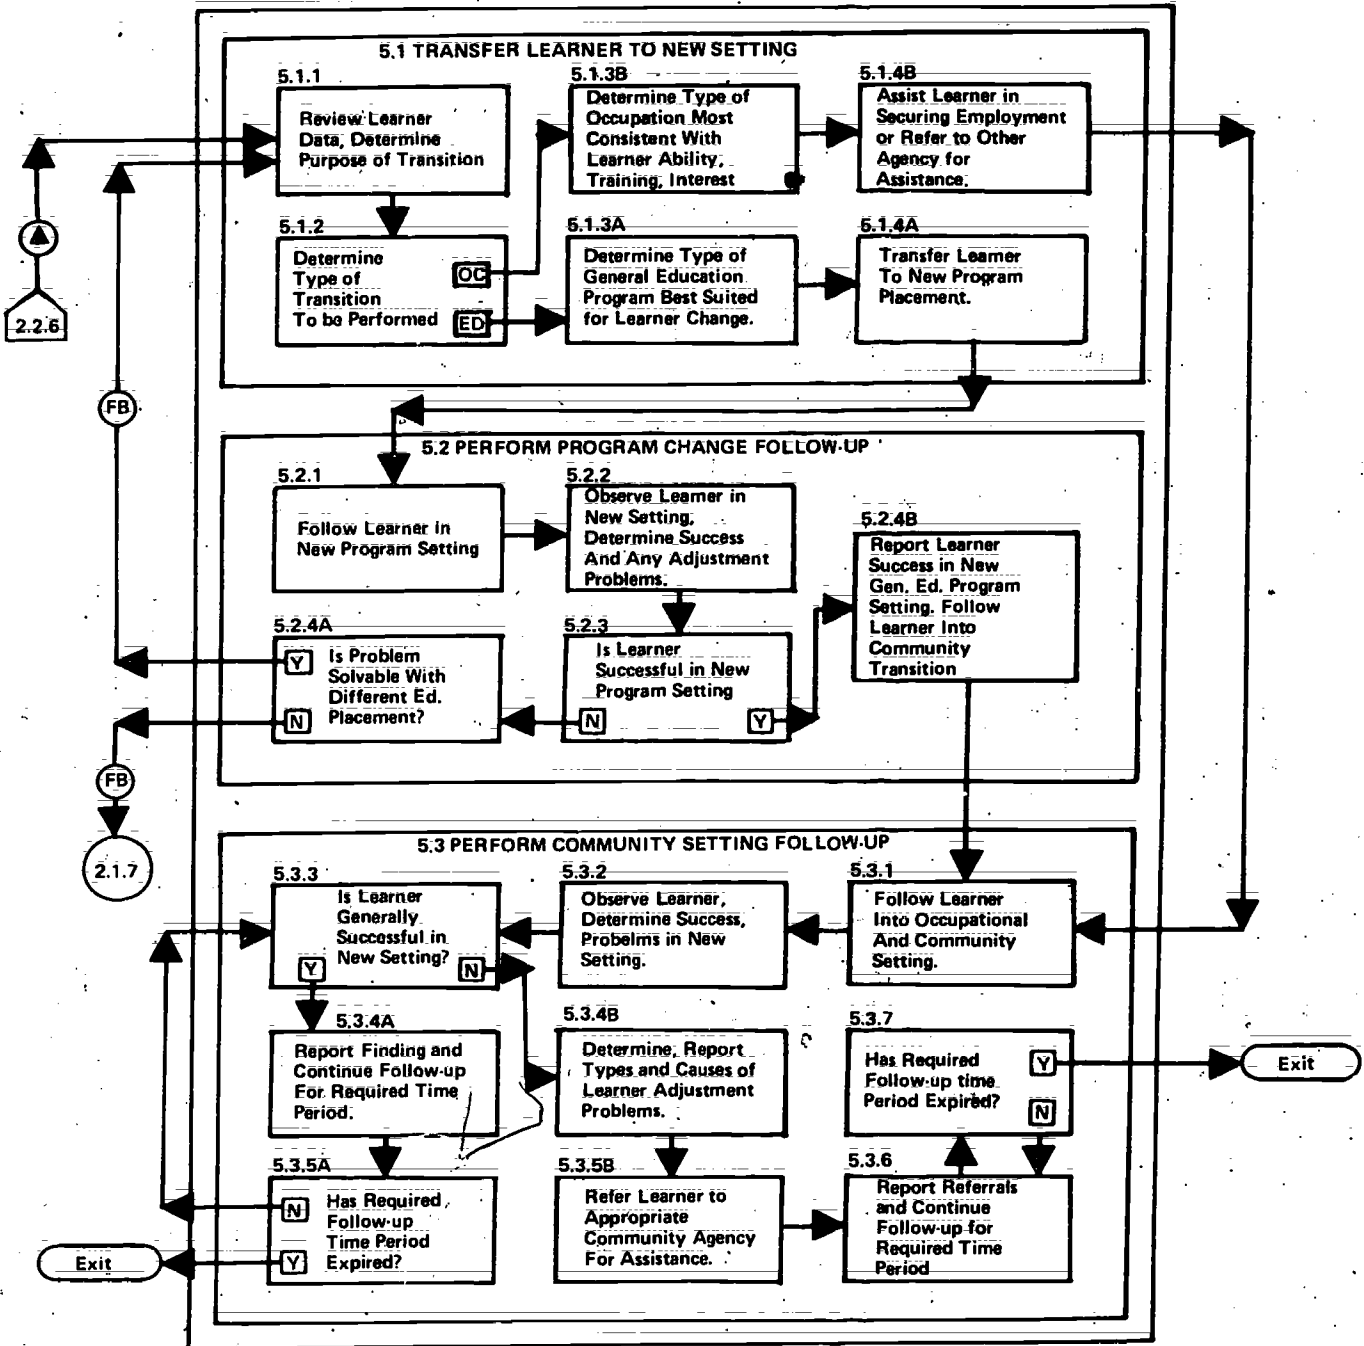 5.1 TRANSFER LEARNER TO NEW SETTING
5.1.1
Review Learner
Data, Determine
Purpose of Transition
5.1.3B
Determine Type of
Occupation Most
Consistent With
Learner Ability,
Training, Interest
5.1.4B
Assist Learner in
Securing Employment
or Refer to Other
Agency for
Assistance.
5.1.2
Determine
Type of
Transition
To be Performed
OC
ED
5.1.3A
Determine Type of
General Education
Program Best Suited
for Learner Change.
5.1.4A
Transfer Learner
To New Program
Placement.
2.2.6
FB
5.2 PERFORM PROGRAM CHANGE FOLLOW-UP
5.2.1
Follow Learner in
New Program Setting
5.2.2
Observe Learner in
New Setting,
Determine Success
And Any Adjustment
Problems.
5.2.4B
Report Learner
Success in New
Gen. Ed. Program
Setting. Follow
Learner Into
Community
Transition
5.2.4A
Y
Is Problem
Solvable With
Different Ed.
Placement?
N
5.2.3
Is Learner
Successful in New
Program Setting
N
Y
FB
2.1.7
5.3 PERFORM COMMUNITY SETTING FOLLOW-UP
5.3.3
Is Learner
Generally
Successful in
New Setting?
Y
N
5.3.2
Observe Learner,
Determine Success,
Probelms in New
Setting.
5.3.1
Follow Learner
Into Occupational
And Community
Setting.
5.3.4A
Report Finding and
Continue Follow-up
For Required Time
Period.
5.3.4B
Determine, Report
Types and Causes of
Learner Adjustment
Problems.
5.3.7
Has Required
Follow-up time
Period Expired?
Y
N
Exit
5.3.5A
N
Has Required
Follow-up
Time Period
Expired?
Y
Exit
5.3.5B
Refer Learner to
Appropriate
Community Agency
For Assistance.
5.3.6
Report Referrals
and Continue
Follow-up for
Required Time
Period